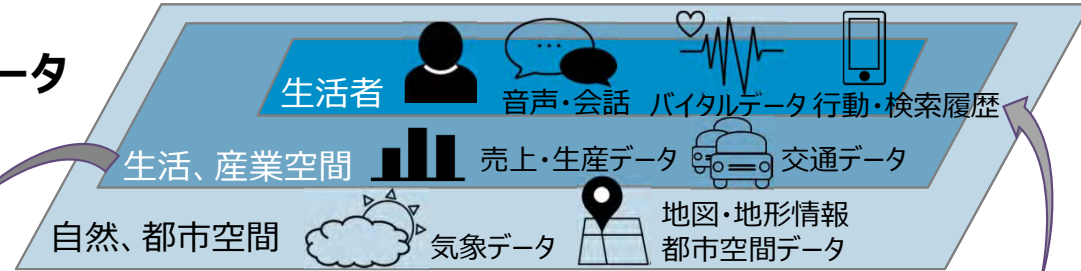 ータ
生活者
音声・会話
バイタルデータ
行動・検索履歴
生活、産業空間
売上・生産データ
交通データ
自然、都市空間
気象データ
地図・地形情報
都市空間データ